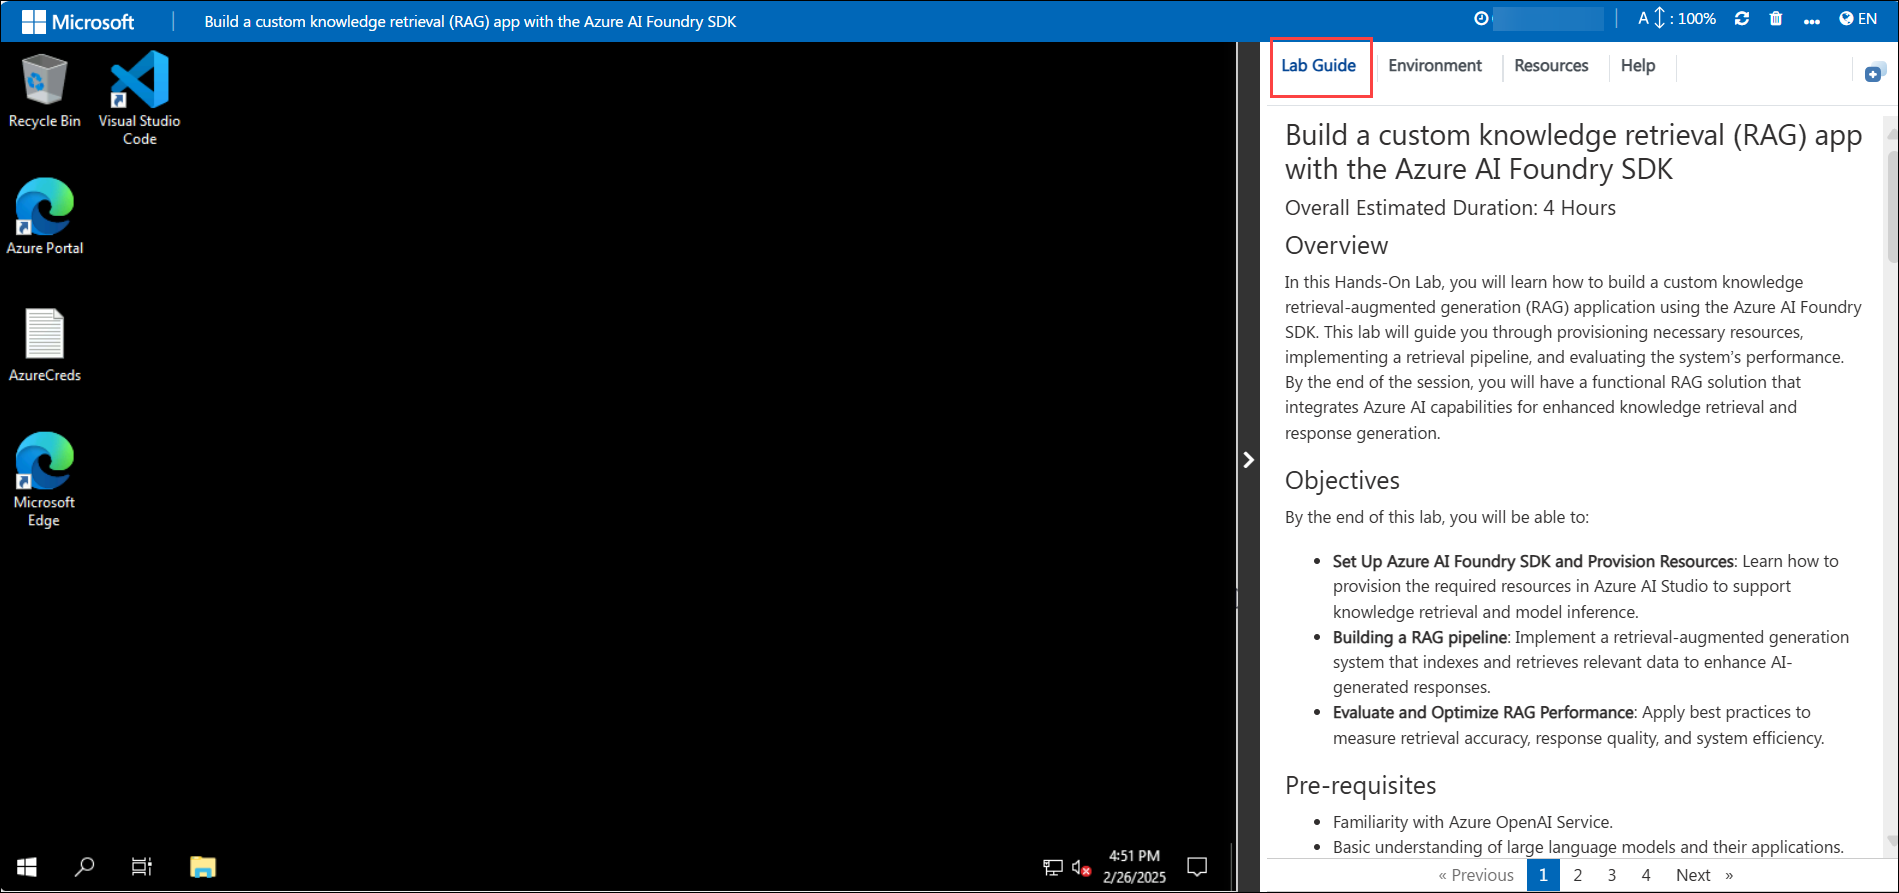 Microsoft
Build a custom knowledge retrieval (RAG) app with the Azure AI Foundry SDK
A : 100%
EN
Recycle Bin
Visual Studio
Code
Azure Portal
AzureCreds
Microsoft
Edge
4:51 PM
2/26/2025
Lab Guide
Environment
Resources
Help
Build a custom knowledge retrieval (RAG) app
with the Azure AI Foundry SDK
Overall Estimated Duration: 4 Hours
Overview
In this Hands-On Lab, you will learn how to build a custom knowledge
retrieval-augmented generation (RAG) application using the Azure AI Foundry
SDK. This lab will guide you through provisioning necessary resources,
implementing a retrieval pipeline, and evaluating the system's performance.
By the end of the session, you will have a functional RAG solution that
integrates Azure AI capabilities for enhanced knowledge retrieval and
response generation.
Objectives
By the end of this lab, you will be able to:
• Set Up Azure AI Foundry SDK and Provision Resources: Learn how to
provision the required resources in Azure AI Studio to support
knowledge retrieval and model inference.
• Building a RAG pipeline: Implement a retrieval-augmented generation
system that indexes and retrieves relevant data to enhance AI-
generated responses.
• Evaluate and Optimize RAG Performance: Apply best practices to
measure retrieval accuracy, response quality, and system efficiency.
Pre-requisites
• Familiarity with Azure OpenAI Service.
• Basic understanding of large language models and their applications.
« Previous 1 2 3 4 Next »